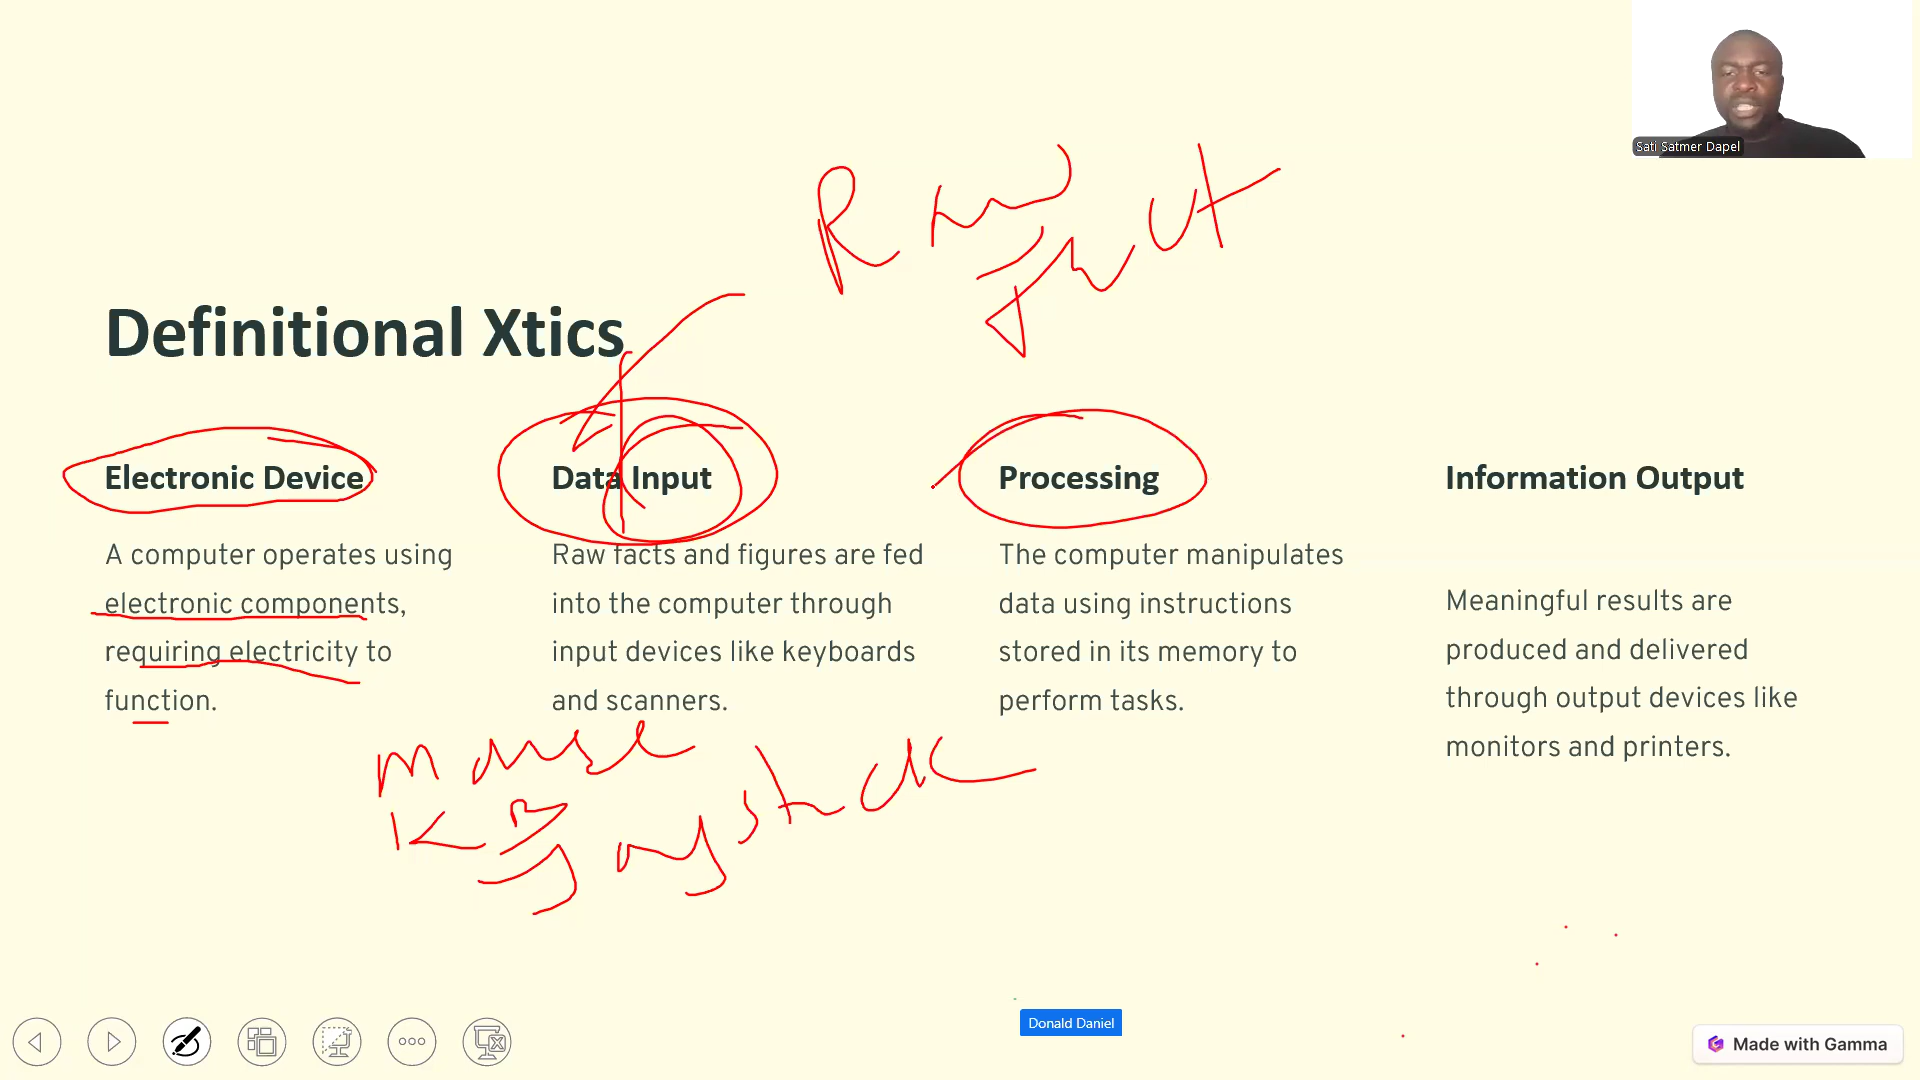 Sati Satmer Dapel
Raw
Definitional Xtics
Electronic Device
A computer operates using
electronic components,
requiring electricity to
function.
Data Input
Raw facts and figures are fed
into the computer through
input devices like keyboards
and scanners.
Processing
The computer manipulates
data using instructions
stored in its memory to
perform tasks.
Information Output
Meaningful results are
produced and delivered
through output devices like
monitors and printers.
Mouse
Donald Daniel
Made with Gamma